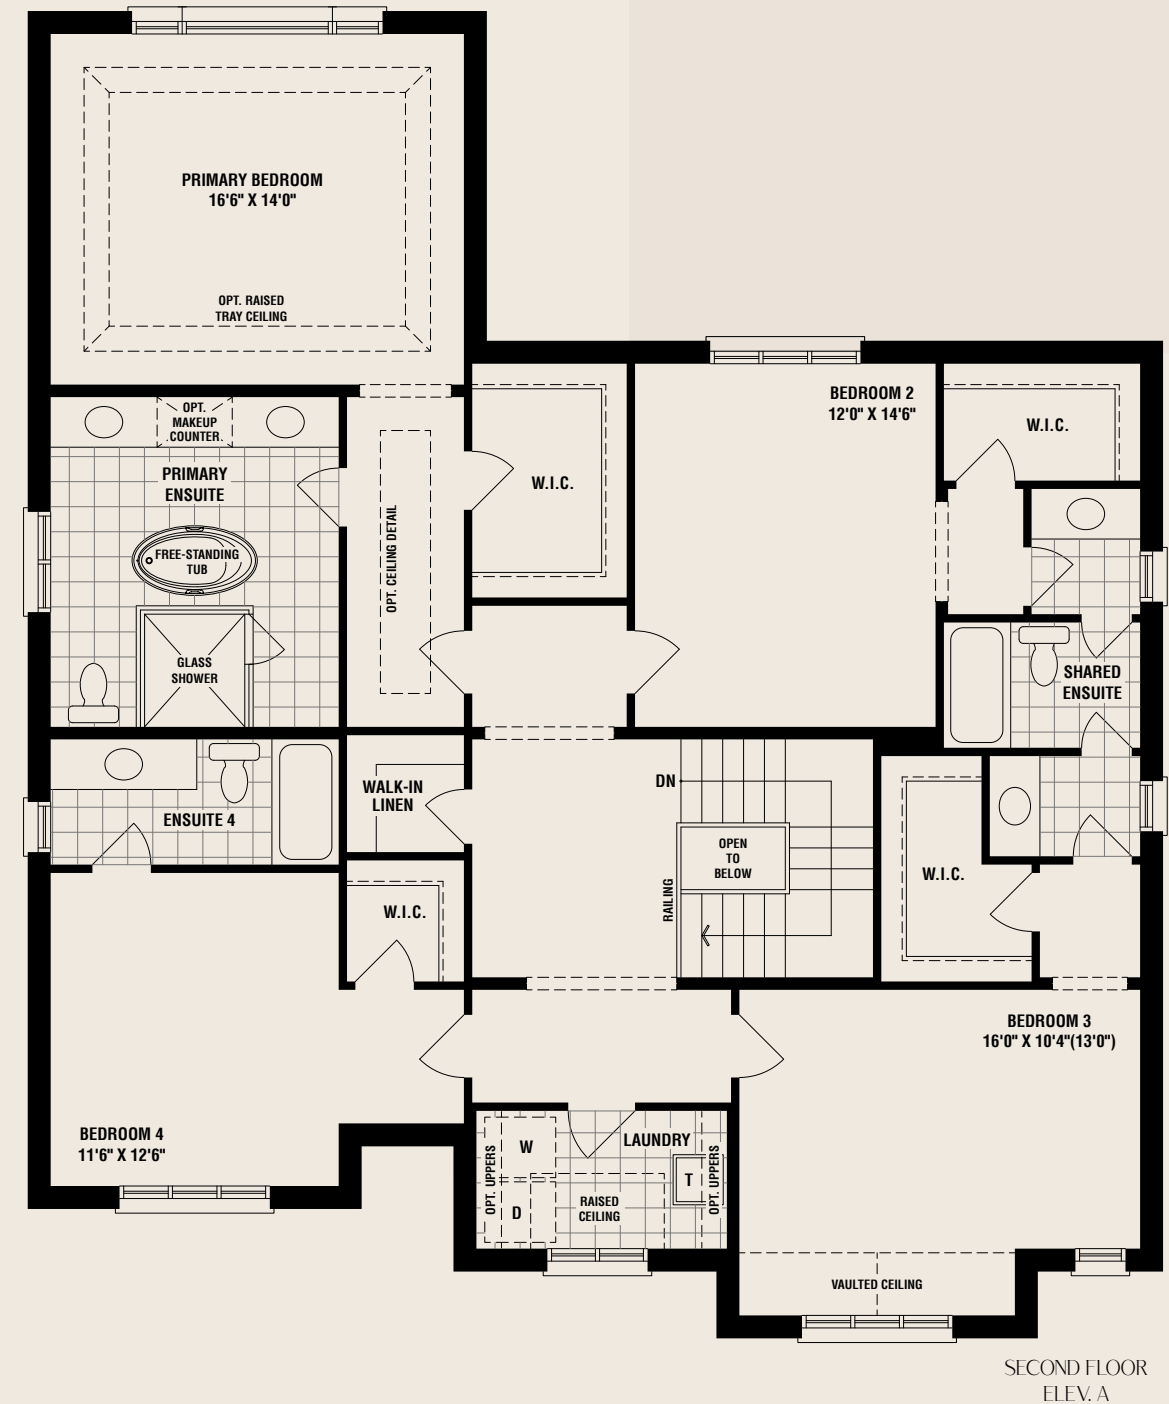 PRIMARY BEDROOM
16'6" X 14'0"
OPT. RAISED
TRAY CEILING
OPT.
MAKEUP
COUNTER
PRIMARY
ENSUITE
FREE-STANDING
TUB
GLASS
SHOWER
OPT. CEILING DETAIL
W.I.C.
BEDROOM 2
12'0" X 14'6"
W.I.C.
SHARED
ENSUITE
ENSUITE 4
WALK-IN
LINEN
W.I.C.
DN
OPEN
TO
BELOW
RAILING
W.I.C.
BEDROOM 3
16'0" X 10'4"(13'0")
BEDROOM 4
11'6" X 12'6"
OPT. UPPERS
W
D
LAUNDRY
RAISED
CEILING
T
OPT. UPPERS
VAULTED CEILING
SECOND FLOOR
ELEV. A